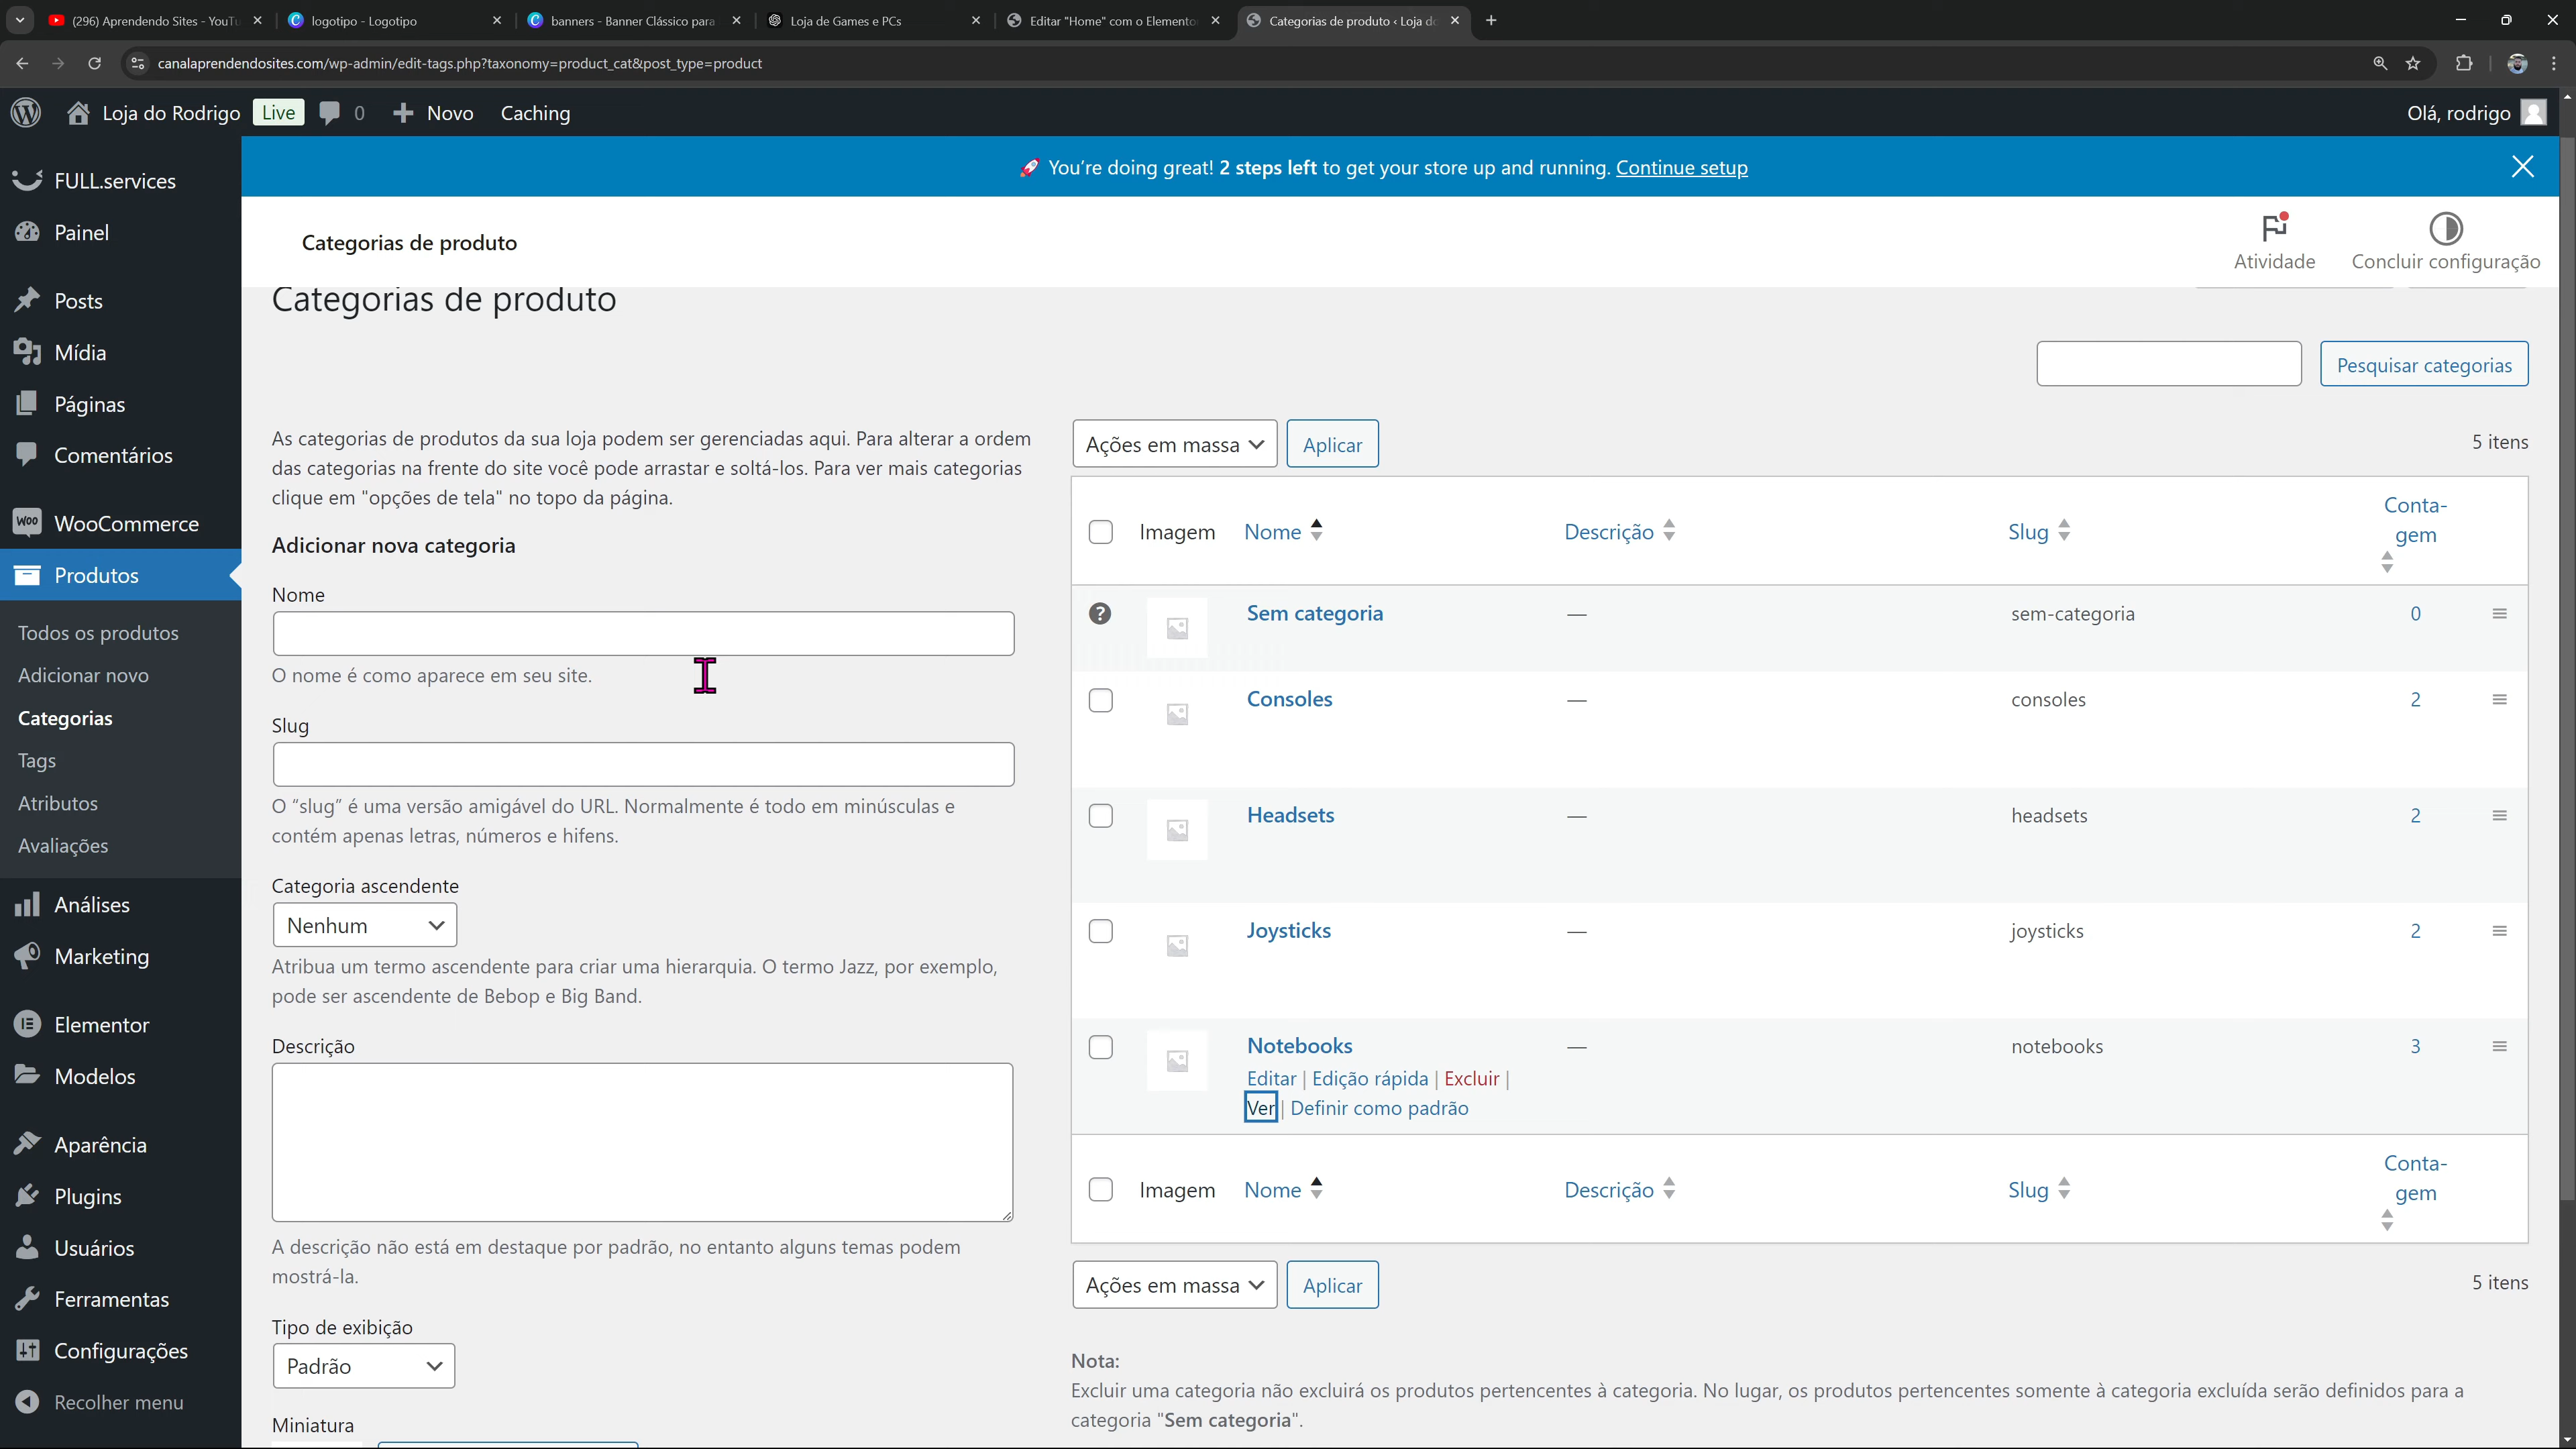 (296) Aprendendo Sites - YouTu
logotipo - Logotipo
banners - Banner Clássico para
Loja de Games e PCs
Editar "Home" com o Elemento
Categorias de produto ‹ Loja do
canalaprendendosites.com/wp-admin/edit-tags.php?taxonomy=product_cat&post_type=product
Loja do Rodrigo
Live
0
Novo
Caching
Olá, rodrigo
🚀 You're doing great! 2 steps left to get your store up and running. Continue setup
Categorias de produto
Atividade
Concluir configuração
FULL.services
Painel
Posts
Mídia
Páginas
Comentários
Woo
WooCommerce
Produtos
Todos os produtos
Adicionar novo
Categorias
Tags
Atributos
Avaliações
Análises
Marketing
Elementor
Modelos
Aparência
Plugins
Usuários
Ferramentas
Configurações
Recolher menu
Categorias de produto
Pesquisar categorias
As categorias de produtos da sua loja podem ser gerenciadas aqui. Para alterar a ordem
das categorias na frente do site você pode arrastar e soltá-los. Para ver mais categorias
clique em "opções de tela" no topo da página.
Adicionar nova categoria
Nome
O nome é como aparece em seu site.
Slug
O “slug” é uma versão amigável do URL. Normalmente é todo em minúsculas e
contém apenas letras, números e hifens.
Categoria ascendente
Nenhum
Atribua um termo ascendente para criar uma hierarquia. O termo Jazz, por exemplo,
pode ser ascendente de Bebop e Big Band.
Descrição
A descrição não está em destaque por padrão, no entanto alguns temas podem
mostrá-la.
Tipo de exibição
Padrão
Miniatura
Ações em massa
Aplicar
5 itens
Imagem
Nome
Descrição
Slug
Conta-
gem
?
Sem categoria
—
sem-categoria
0
Consoles
—
consoles
2
Headsets
—
headsets
2
Joysticks
—
joysticks
2
Notebooks
—
notebooks
3
Editar | Edição rápida | Excluir |
Ver | Definir como padrão
Imagem
Nome
Descrição
Slug
Conta-
gem
Ações em massa
Aplicar
5 itens
Nota:
Excluir uma categoria não excluirá os produtos pertencentes à categoria. No lugar, os produtos pertencentes somente à categoria excluída serão definidos para a
categoria "Sem categoria".